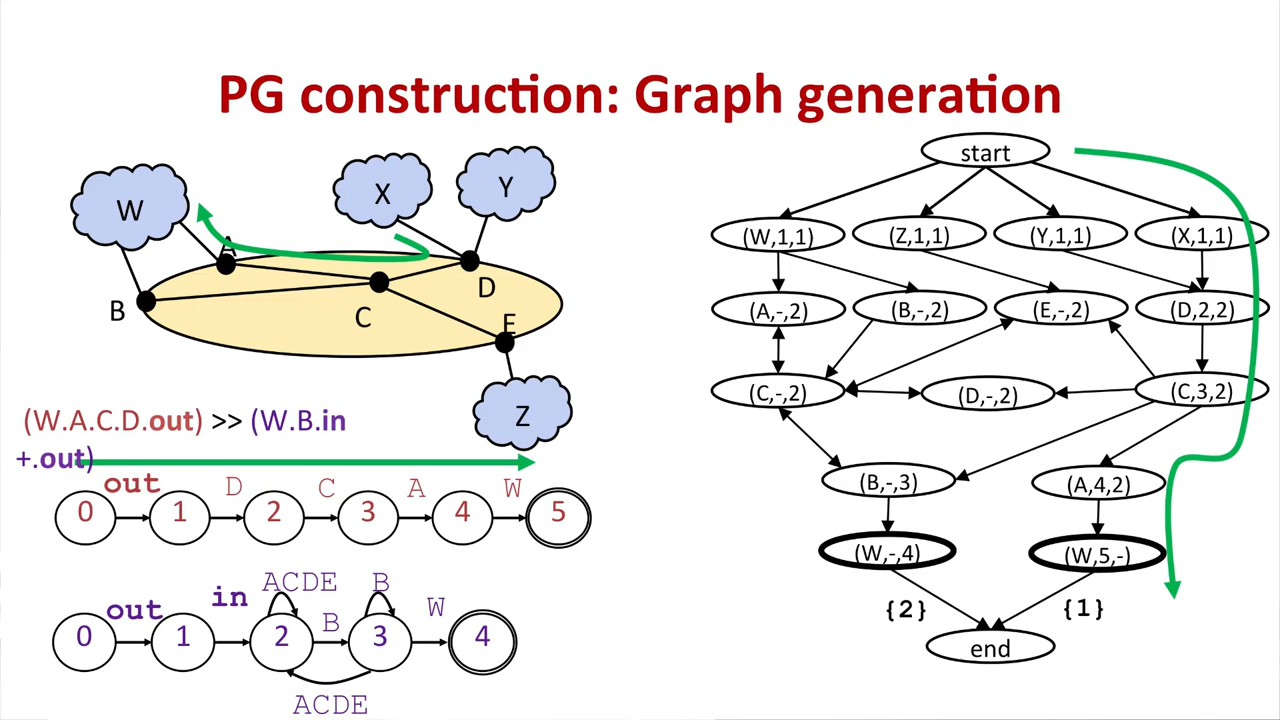 PG construction: Graph generation
W
X
Y
A
B
C
D
E
Z
(W.A.C.D.out) >> (W.B.in
+.out)
out D C A W
0 1 2 3 4 5
out in ACDE B B W
0 1 2 3 4
ACDE
start
(W,1,1) (Z,1,1) (Y,1,1) (X,1,1)
(A,-,2) (B,-,2) (E,-,2) (D,2,2)
(C,-,2) (D,-,2) (C,3,2)
(B,-,3) (A,4,2)
(W,-,4) (W,5,-)
{2} {1}
end